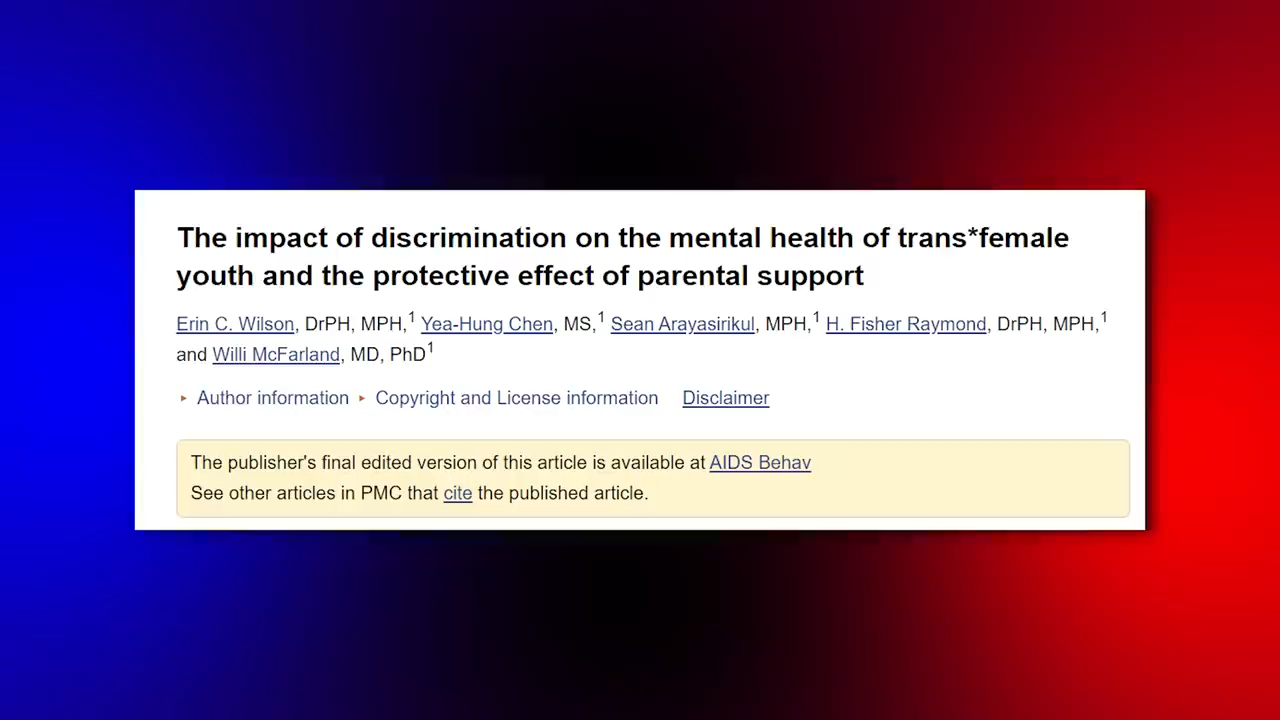 The impact of discrimination on the mental health of trans*female
youth and the protective effect of parental support
Erin C. Wilson, DrPH, MPH,1 Yea-Hung Chen, MS,1 Sean Arayasirikul, MPH,1 H. Fisher Raymond, DrPH, MPH,1
and Willi McFarland, MD, PhD1
▸ Author information ▸ Copyright and License information Disclaimer
The publisher's final edited version of this article is available at AIDS Behav
See other articles in PMC that cite the published article.